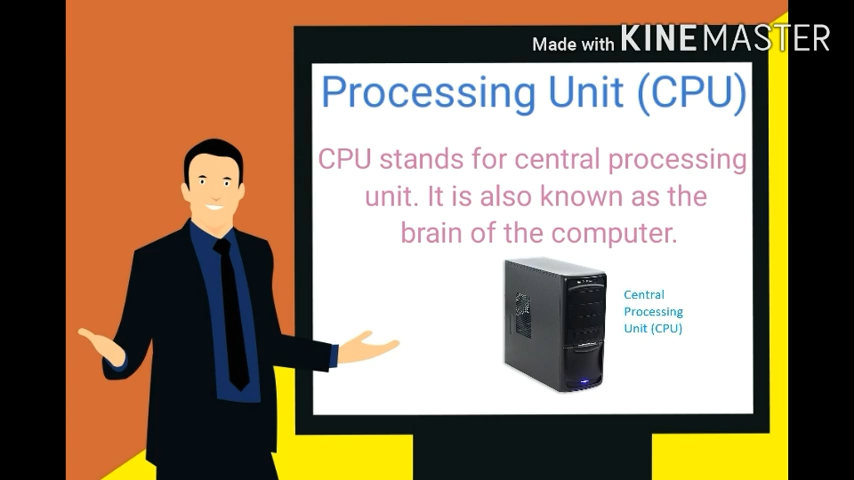 Made with KINEMASTER
Processing Unit (CPU)
CPU stands for central processing
unit. It is also known as the
brain of the computer.
Central
Processing
Unit (CPU)